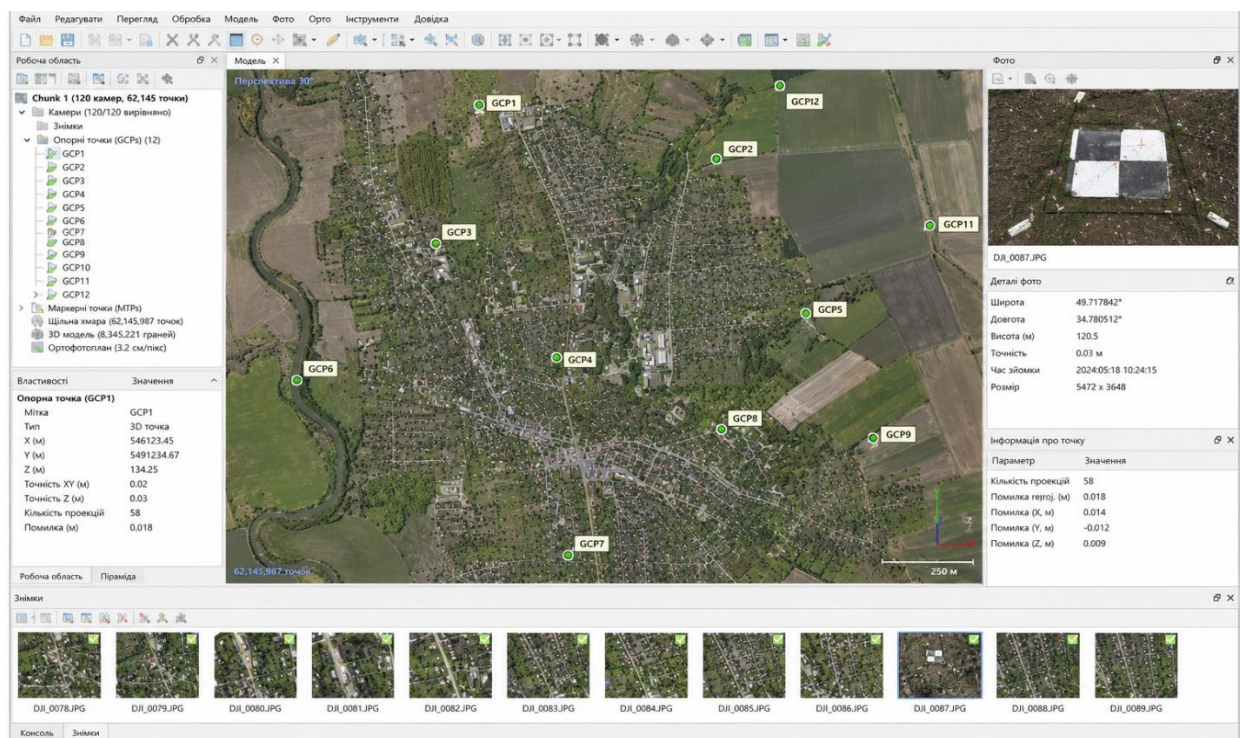 Файл Редагувати Перегляд Обробка Модель Фото Орто Інструменти Довідка
Робоча область
Chunk 1 (120 камер, 62,145 точки)
Камери (120/120 вирівняно)
Знімки
Опорні точки (GCPs) (12)
GCP1
GCP2
GCP3
GCP4
GCP5
GCP6
GCP7
GCP8
GCP9
GCP10
GCP11
GCP12
Маркерні точки (MTPs)
Щільна хмара (62,145,987 точок)
3D модель (8,345,221 граней)
Ортофотоплан (3.2 см/пікс)
Властивості Значення
Опорна точка (GCP1)
Мітка GCP1
Тип 3D точка
X (м) 546123.45
Y (м) 5491234.67
Z (м) 134.25
Точність XY (м) 0.02
Точність Z (м) 0.03
Кількість проекцій 58
Помилка (м) 0.018
Робоча область Піраміда
Модель
Перспектива 30°
GCP1
GCP12
GCP2
GCP11
GCP3
GCP5
GCP4
GCP6
GCP8
GCP9
GCP7
Z
250 м
62,145,987 точок
Фото
DJI_0087.JPG
Деталі фото
Широта 49.717842°
Довгота 34.780512°
Висота (м) 120.5
Точність 0.03 м
Час зйомки 2024:05:18 10:24:15
Розмір 5472 x 3648
Інформація про точку
Параметр Значення
Кількість проекцій 58
Помилка (м) 0.018
Помилка (X, м) 0.014
Помилка (Y, м) -0.012
Помилка (Z, м) 0.009
Знімки
DJI_0078.JPG DJI_0079.JPG DJI_0080.JPG DJI_0081.JPG DJI_0082.JPG DJI_0083.JPG DJI_0084.JPG DJI_0085.JPG DJI_0086.JPG DJI_0087.JPG DJI_0088.JPG DJI_0089.JPG
Консоль Знімки